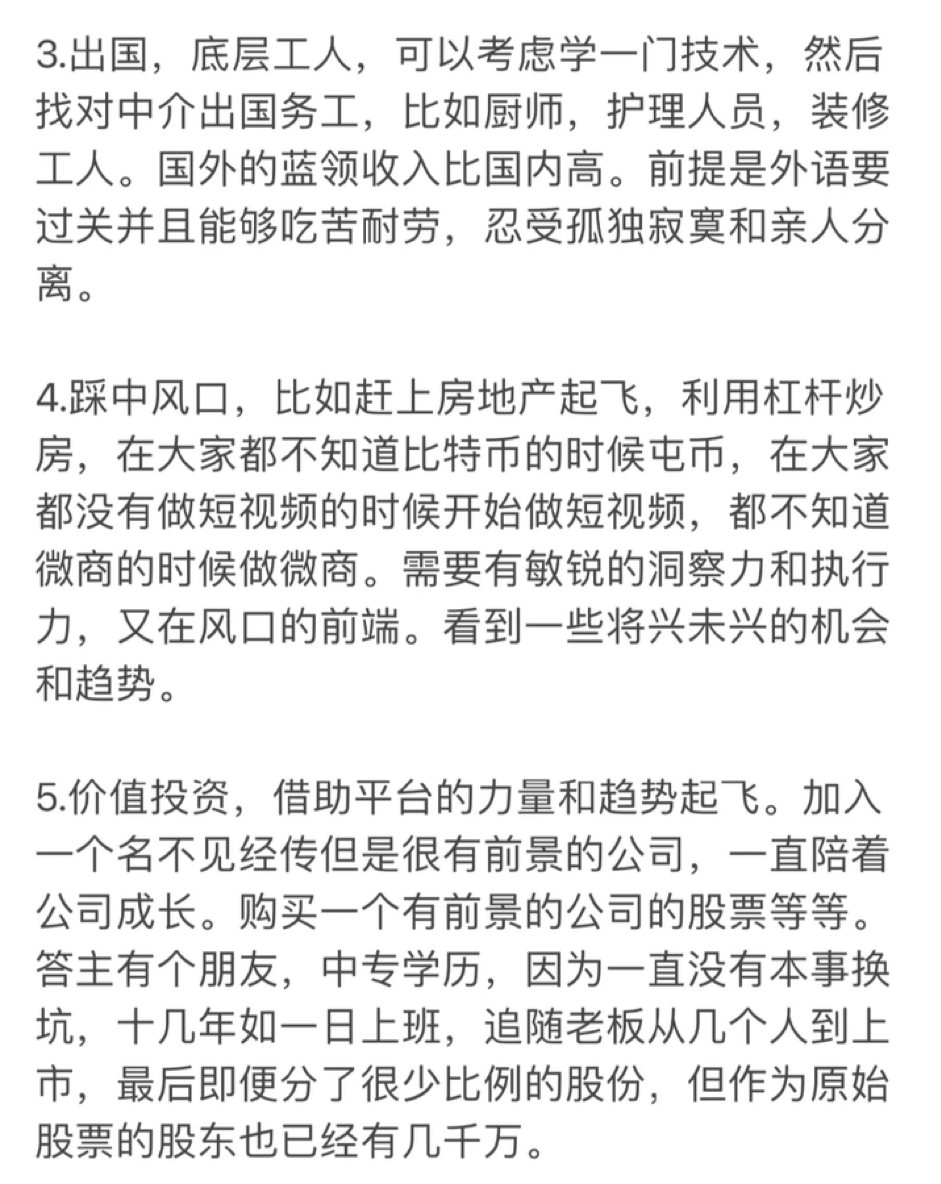 3.出国，底层工人，可以考虑学一门技术，然后
找对中介出国务工，比如厨师，护理人员，装修
工人。国外的蓝领收入比国内高。前提是外语要
过关并且能够吃苦耐劳，忍受孤独寂寞和亲人分
离。
4.踩中风口，比如赶上房地产起飞，利用杠杆炒
房，在大家都不知道比特币的时候屯币，在大家
都没有做短视频的时候开始做短视频，都不知道
微商的时候做微商。需要有敏锐的洞察力和执行
力，又在风口的前端。看到一些将兴未兴的机会
和趋势。
5.价值投资，借助平台的力量和趋势起飞。加入
一个名不见经传但是很有前景的公司，一直陪着
公司成长。购买一个有前景的公司的股票等等。
答主有个朋友，中专学历，因为一直没有本事换
坑，十几年如一日上班，追随老板从几个人到上
市，最后即便分了很少比例的股份，但作为原始
股票的股东也已经有几千万。